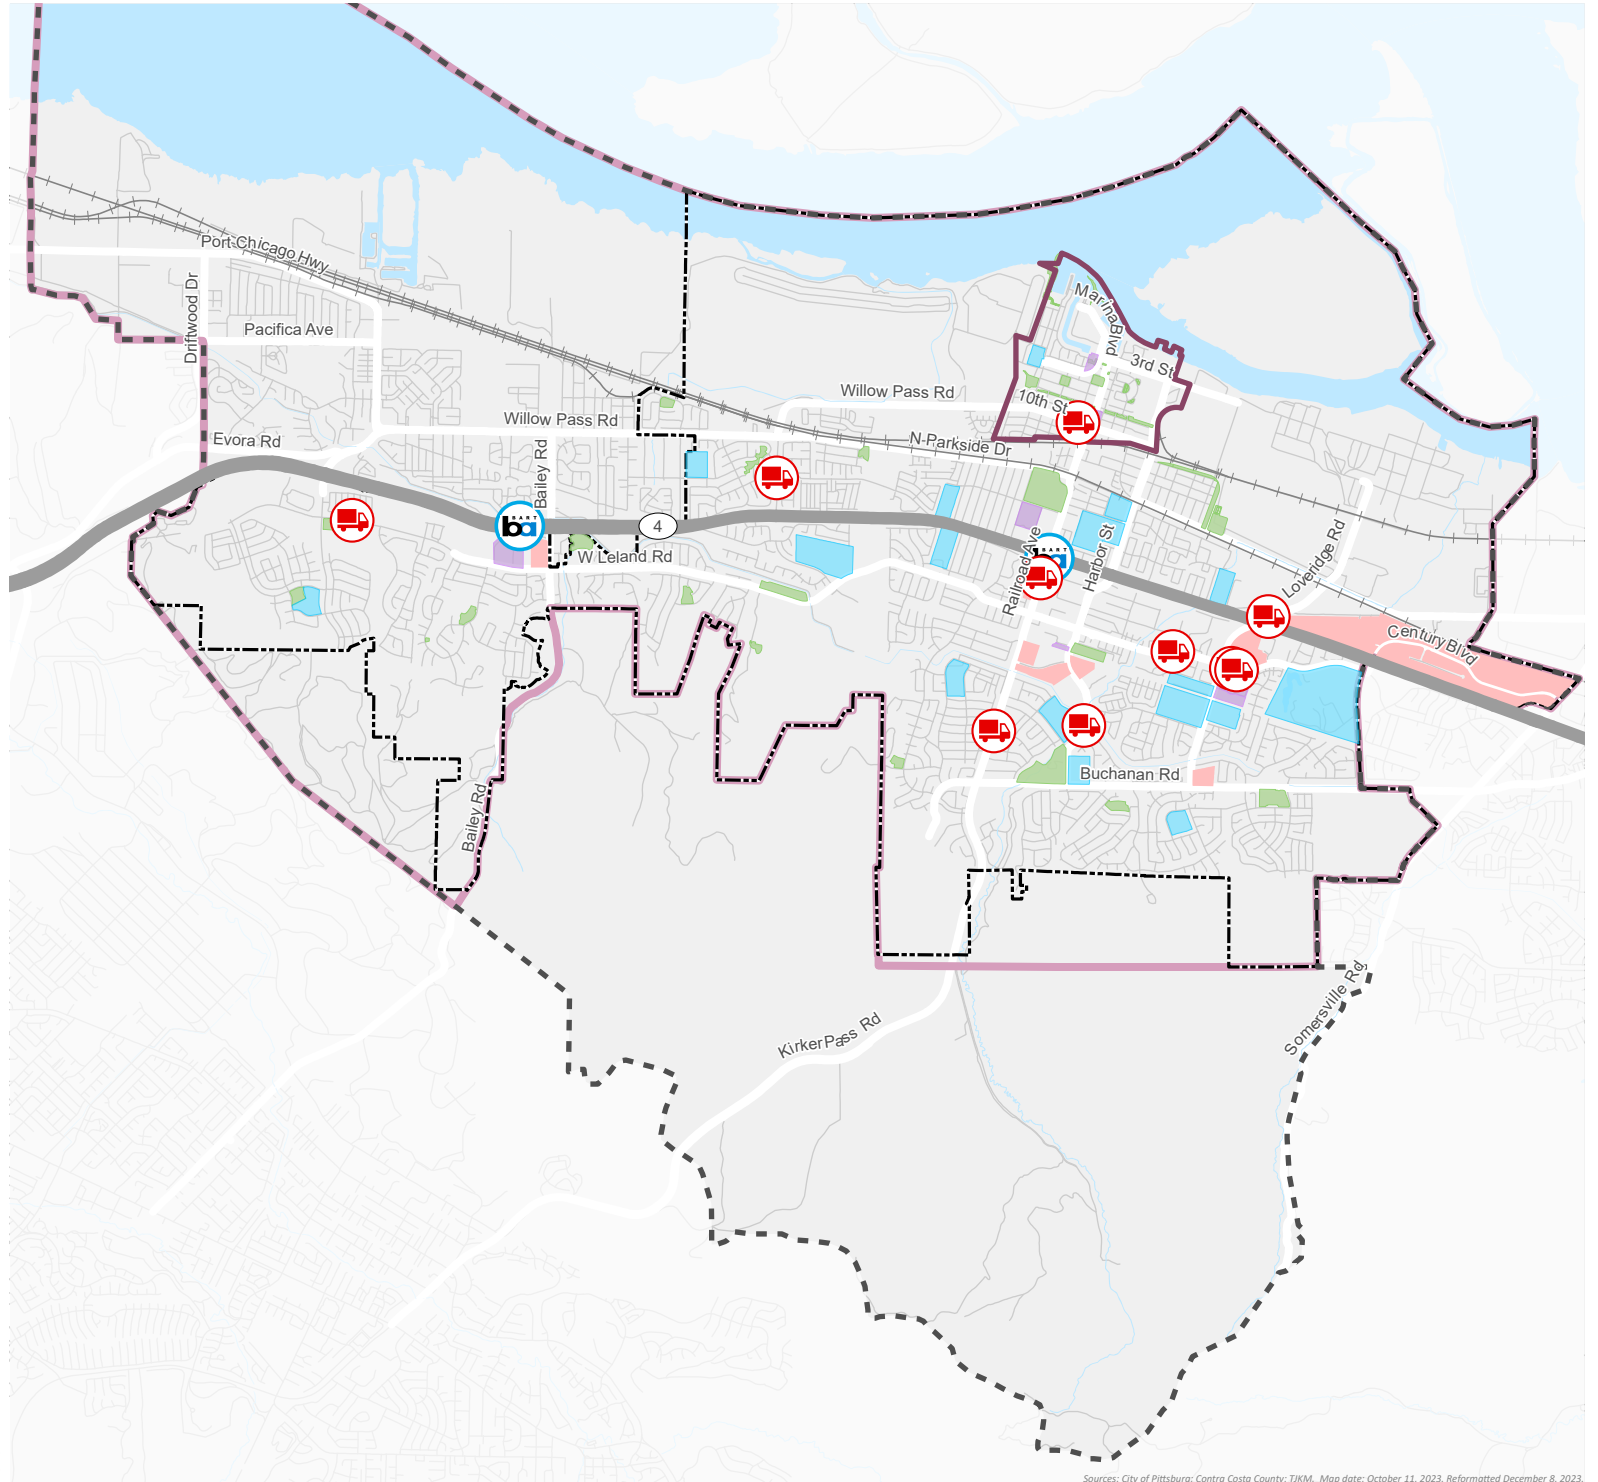 Port Chicago Hwy
Driftwood Dr
Pacifica Ave
Marina Blvd
3rd St
Willow Pass Rd
10th St
Willow Pass Rd
Evora Rd
Bailey Rd
N Parkside Dr
BART
ba
4
W Leland Rd
BART
a
Railroad Ave
Harbor St
Loveridge Rd
Century Blvd
Buchanan Rd
Bailey Rd
Kirker Pass Rd
Somersville Rd
Sources: City of Pittsburg; Contra Costa County; TJKM. Map date: October 11, 2023. Reformatted December 8, 2023.